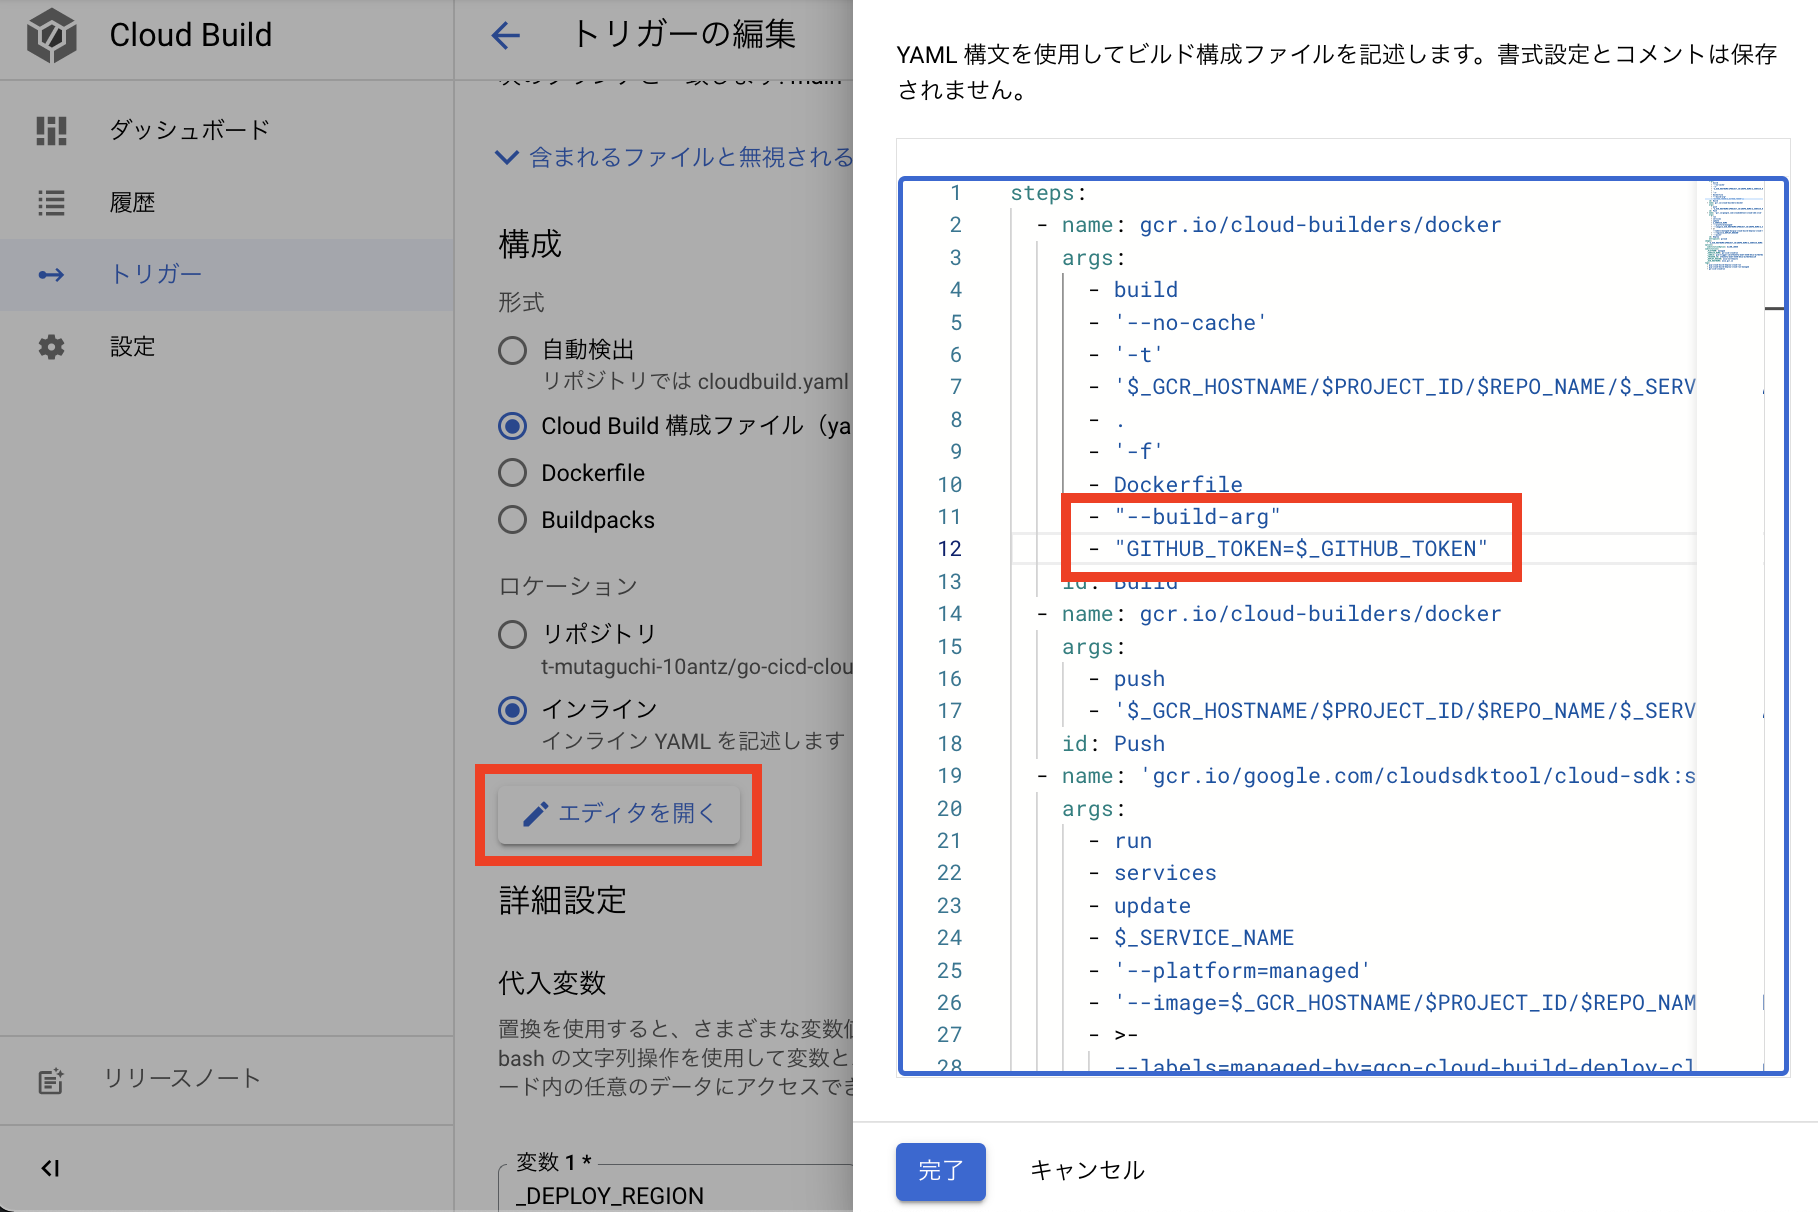 Cloud Build
ダッシュボード
履歴
トリガー
設定
リリースノート
トリガーの編集
含まれるファイルと無視される
構成
形式
自動検出
リポジトリでは cloudbuild.yaml
Cloud Build 構成ファイル（ya
Dockerfile
Buildpacks
ロケーション
リポジトリ
t-mutaguchi-10antz/go-cicd-clou
インライン
インライン YAML を記述します
エディタを開く
詳細設定
代入変数
置換を使用すると、さまざまな変数値
bash の文字列操作を使用して変数と
ード内の任意のデータにアクセスでき
変数 1 *
_DEPLOY_REGION
YAML 構文を使用してビルド構成ファイルを記述します。書式設定とコメントは保存
されません。
1 steps:
2 - name: gcr.io/cloud-builders/docker
3 args:
4 - build
5 - '--no-cache'
6 - '-t'
7 - '$_GCR_HOSTNAME/$PROJECT_ID/$REPO_NAME/$_SERV
8 - .
9 - '-f'
10 - Dockerfile
11 - "--build-arg"
12 - "GITHUB_TOKEN=$_GITHUB_TOKEN"
13 id: Build
14 - name: gcr.io/cloud-builders/docker
15 args:
16 - push
17 - '$_GCR_HOSTNAME/$PROJECT_ID/$REPO_NAME/$_SERV
18 id: Push
19 - name: 'gcr.io/google.com/cloudsdktool/cloud-sdk:s
20 args:
21 - run
22 - services
23 - update
24 - $_SERVICE_NAME
25 - '--platform=managed'
26 - '--image=$_GCR_HOSTNAME/$PROJECT_ID/$REPO_NAM
27 - >-
28 --labels=managed-by=gcp-cloud-build-deploy-cl
完了
キャンセル